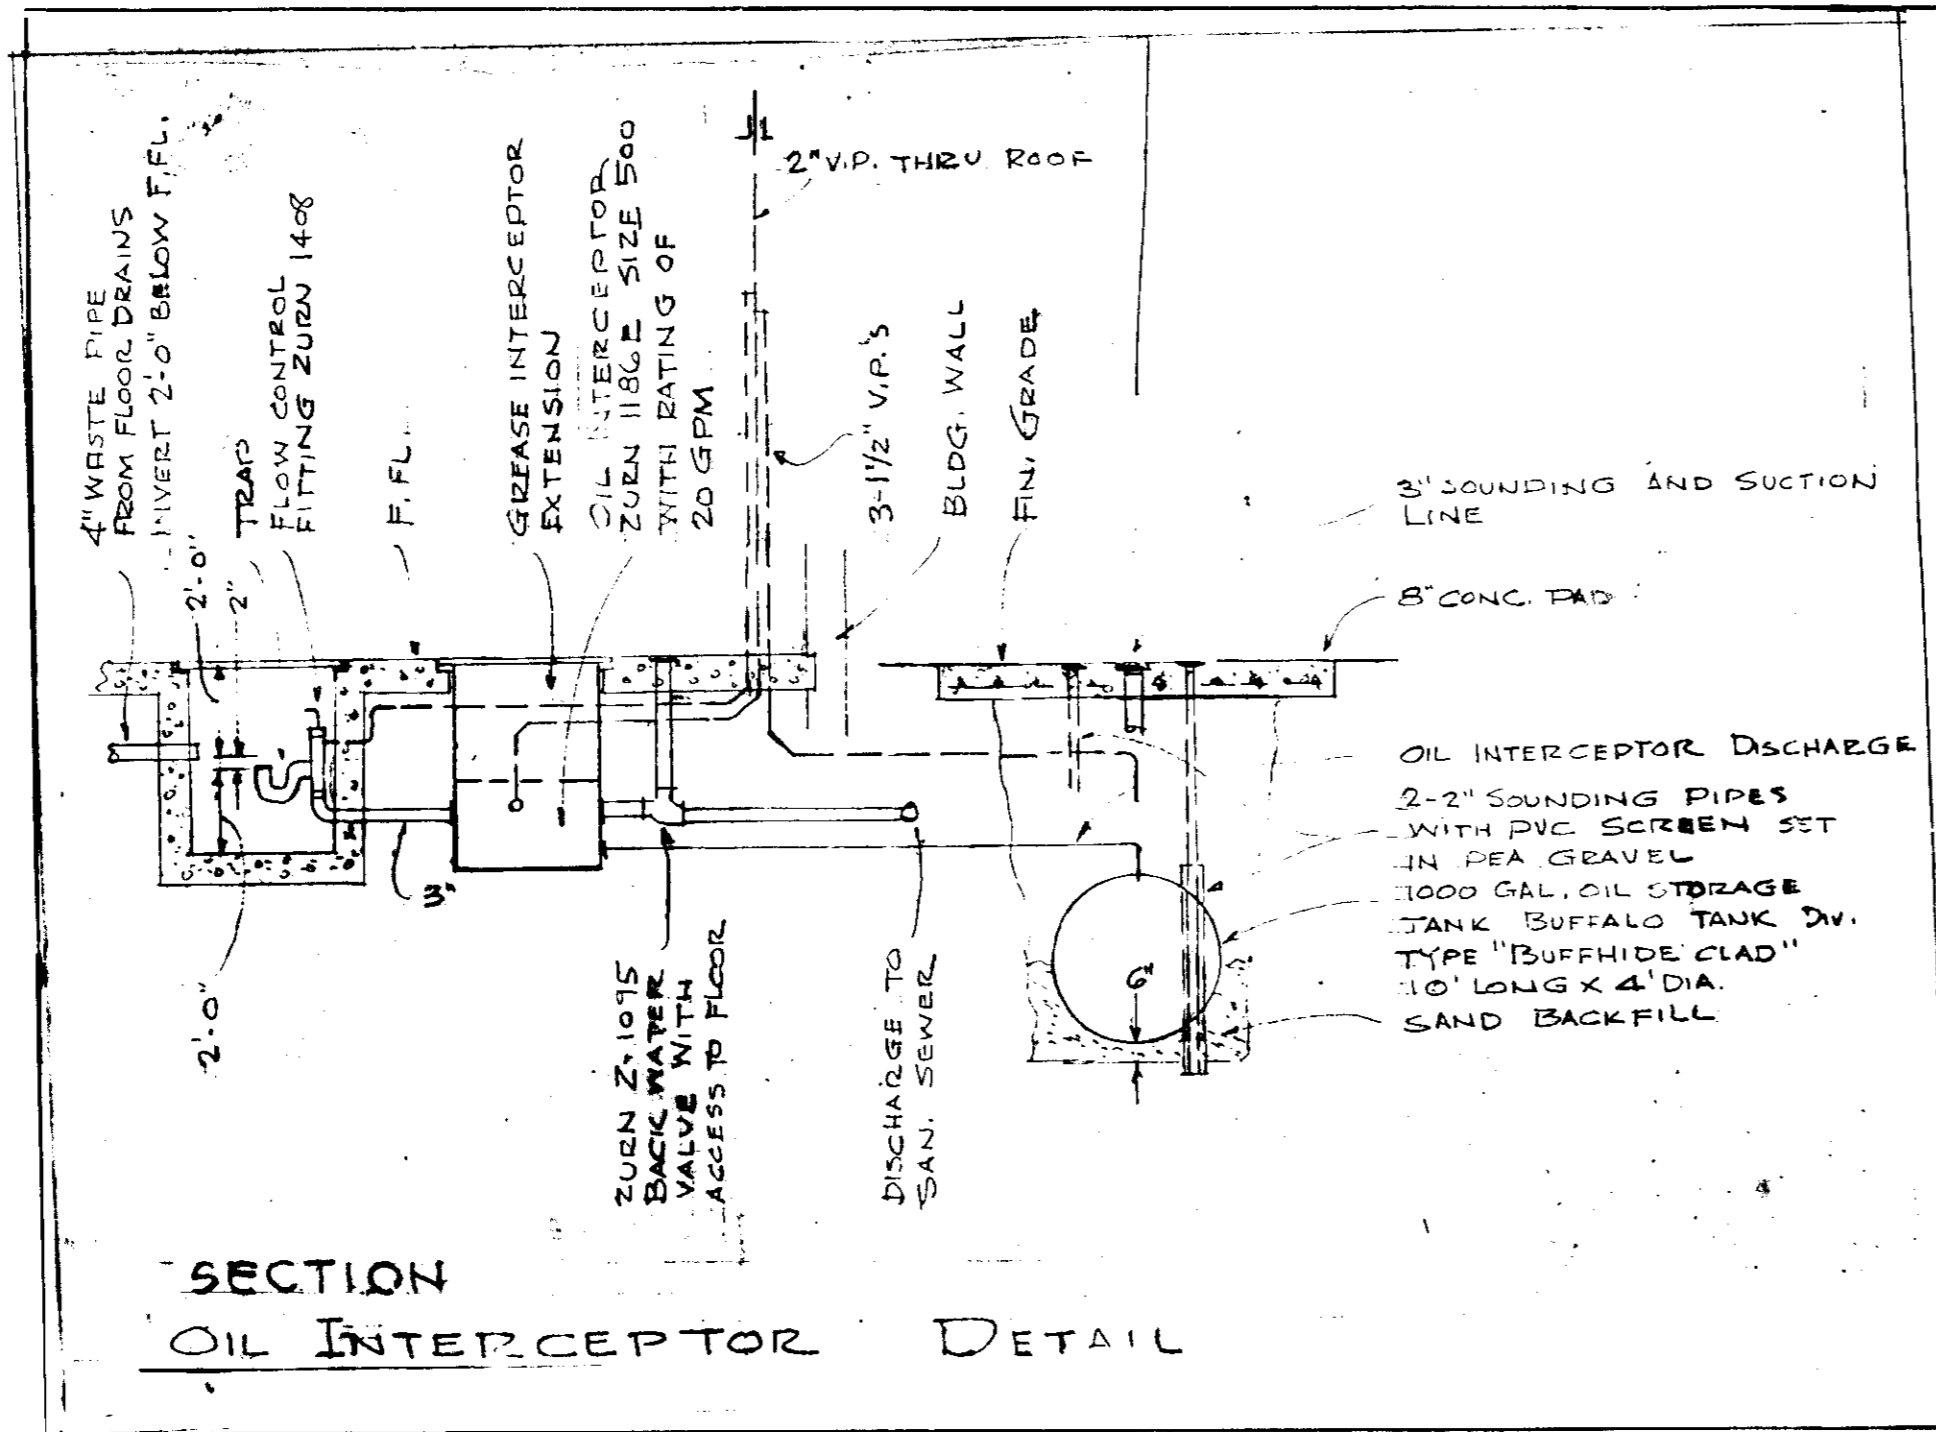 4" WASTE PIPE
FROM FLOOR DRAINS
INVERT 2'-0" BELOW F.FL.
TRAP
FLOW CONTROL
FITTING ZURN 1408
F.FL.
GREASE INTERCEPTOR
EXTENSION
OIL INTERCEPTOR
ZURN 1186E SIZE 500
WITH RATING OF
20 GPM
2" V.P. THRU ROOF
3-1 1/2" V.P.'S
BLDG. WALL
FIN. GRADE
3" SOUNDING AND SUCTION
LINE
8" CONC. PAD
2'-0"
2"
OIL INTERCEPTOR DISCHARGE
2-2" SOUNDING PIPES
WITH PVC SCREEN SET
IN PEA GRAVEL
1000 GAL. OIL STORAGE
TANK BUFFALO TANK DIV.
TYPE "BUFFHIDE CLAD"
10' LONG X 4' DIA.
SAND BACKFILL
6"
3"
2'-0"
ZURN Z-1095
BACKWATER
VALVE WITH
ACCESS TO FLOOR
DISCHARGE TO
SAN. SEWER
SECTION
OIL INTERCEPTOR DETAIL